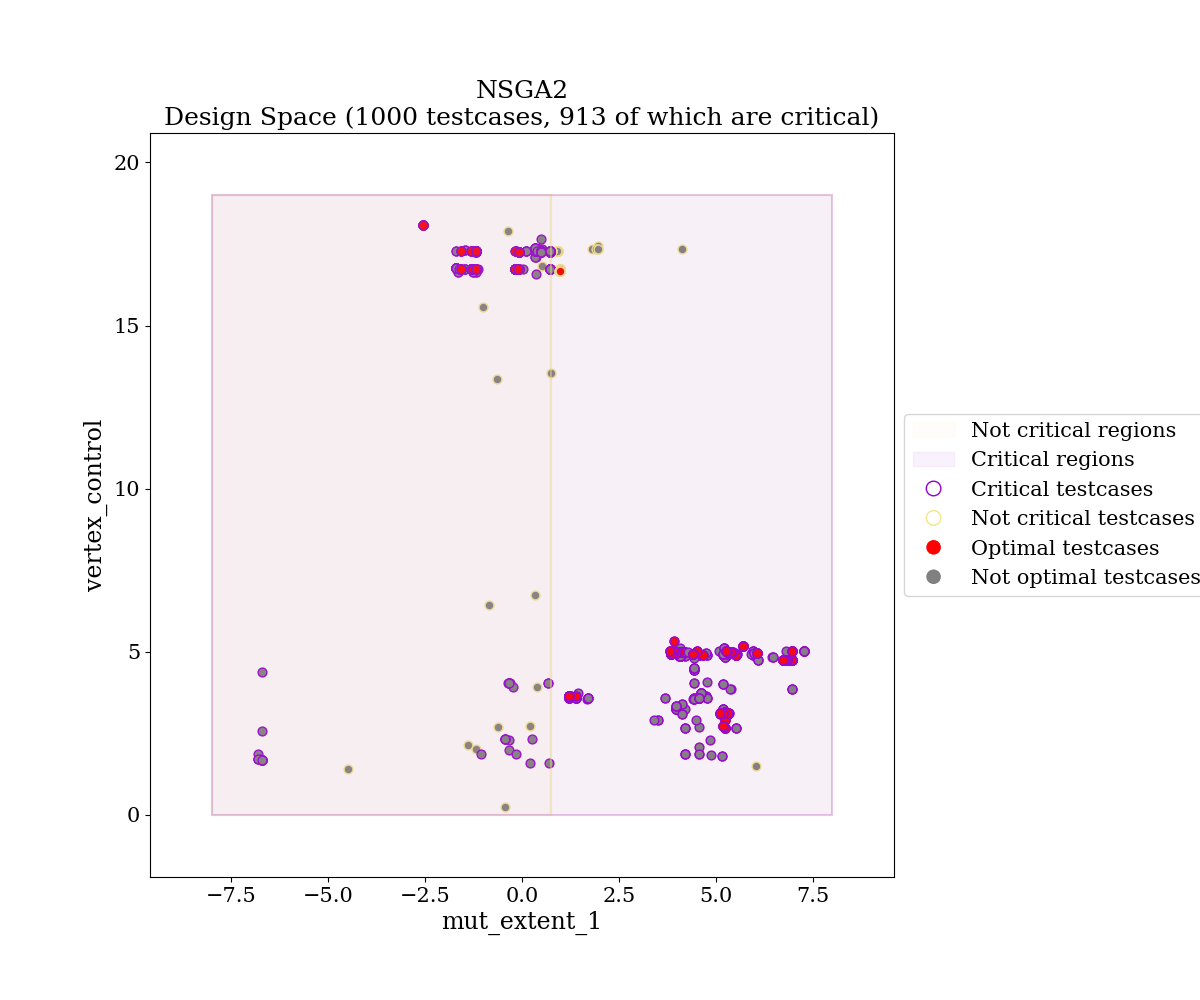 NSGA2
Design Space (1000 testcases, 913 of which are critical)
20
15
10
5
0
vertex_control
−7.5
−5.0
−2.5
0.0
2.5
5.0
7.5
mut_extent_1
Not critical regions
Critical regions
Critical testcases
Not critical testcases
Optimal testcases
Not optimal testcases